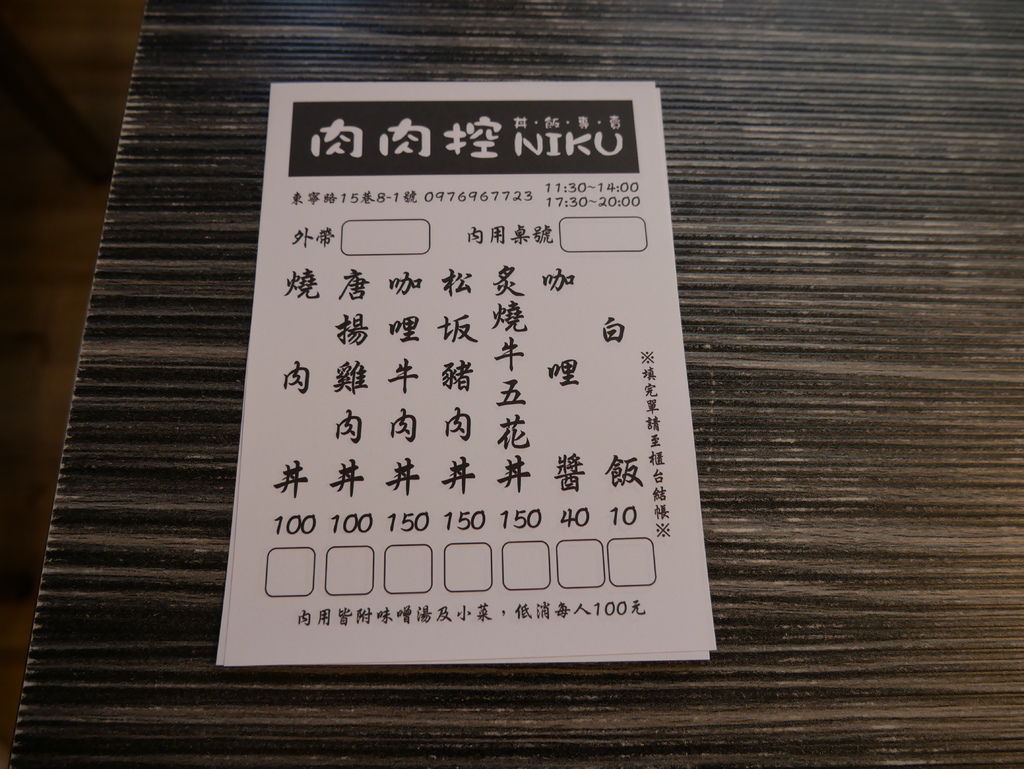 肉肉控 丼·飯·專·賣 NIKU
東寧路15巷8-1號 0976967723 11:30~14:00
17:30~20:00
外帶 內用桌號
燒肉丼 100
唐揚雞肉丼 100
咖哩牛肉丼 150
松坂豬肉丼 150
炙燒牛五花丼 150
咖哩醬 40
白飯 10
※填完單請至櫃台結帳※
內用皆附味噌湯及小菜，低消每人100元